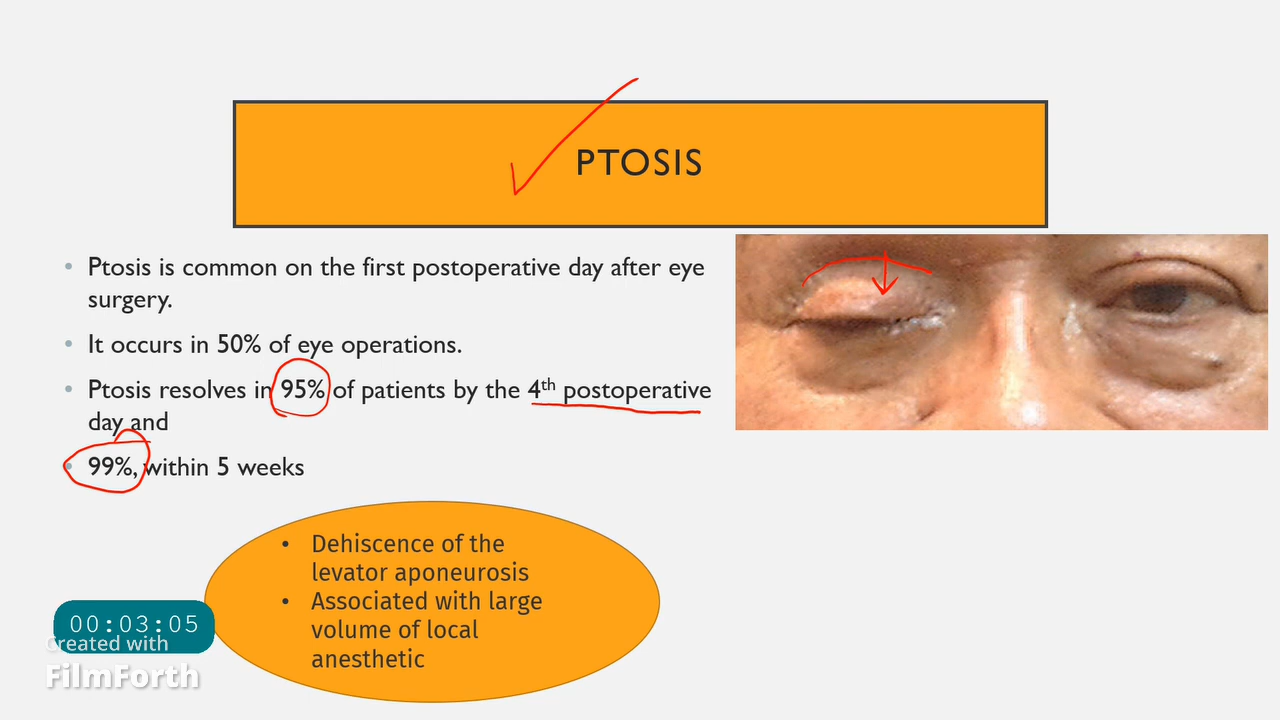 PTOSIS
• Ptosis is common on the first postoperative day after eye
surgery.
• It occurs in 50% of eye operations.
• Ptosis resolves in 95% of patients by the 4th postoperative
day and
• 99%, within 5 weeks
• Dehiscence of the
levator aponeurosis
• Associated with large
volume of local
anesthetic
00:03:05
Created with
FilmForth